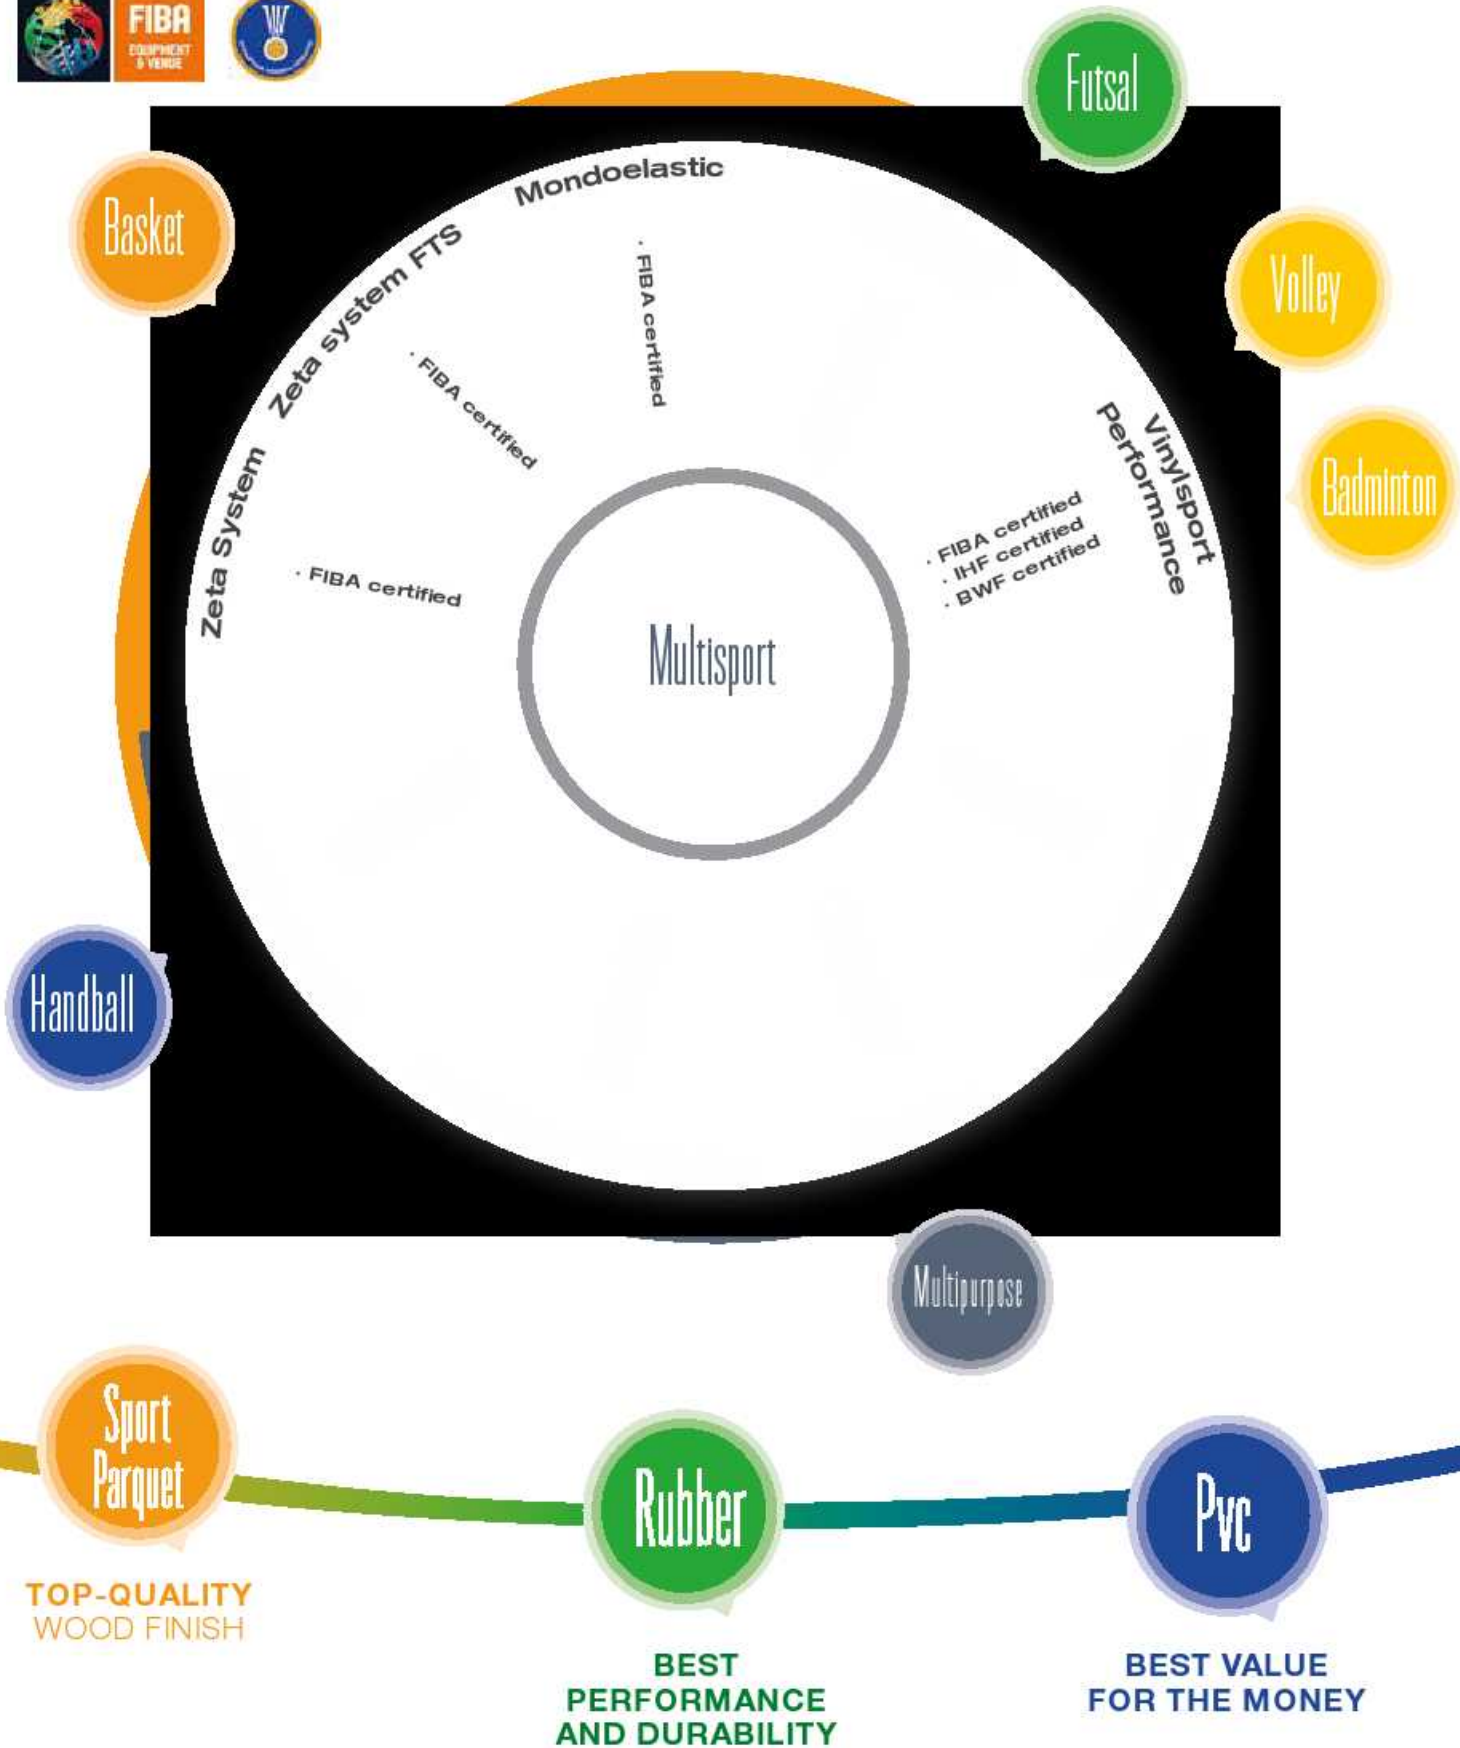 FIBA
EQUIPMENT
& VENUE
Futsal
Basket
Volley
Badminton
Mondoelastic
· FIBA certified
Zeta system FTS
· FIBA certified
Zeta System
· FIBA certified
Vinylsport
Performance
· FIBA certified
· IHF certified
· BWF certified
Multisport
Handball
Multipurpose
Sport
Parquet
TOP-QUALITY
WOOD FINISH
Rubber
BEST
PERFORMANCE
AND DURABILITY
Pvc
BEST VALUE
FOR THE MONEY